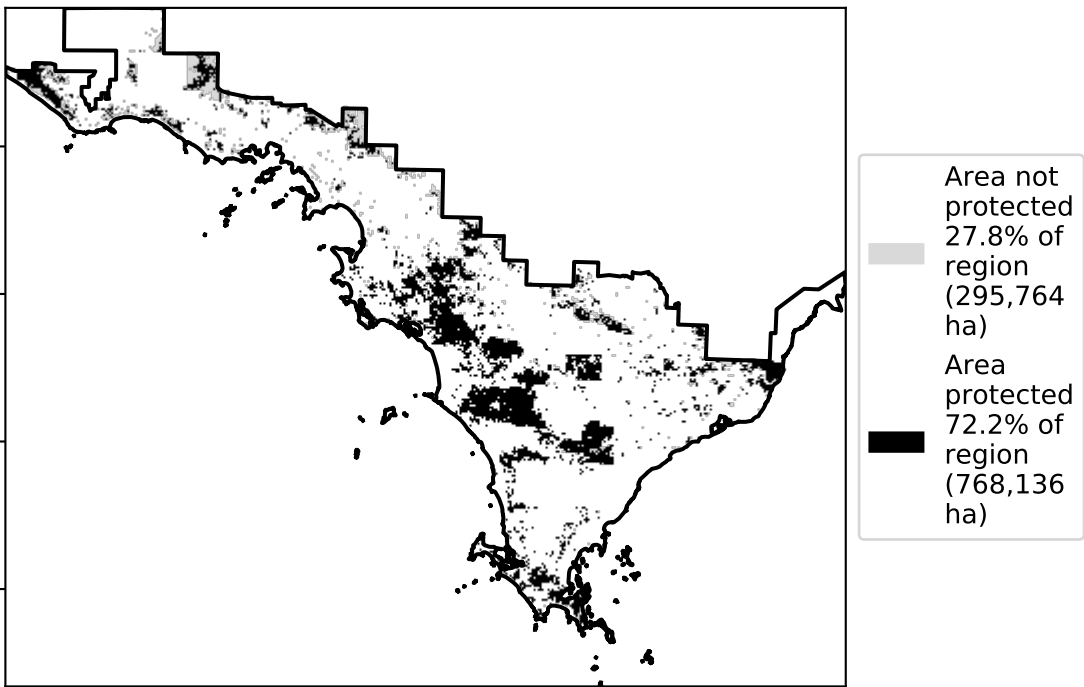 Area not
protected
27.8% of
region
(295,764
ha)
Area
protected
72.2% of
region
(768,136
ha)